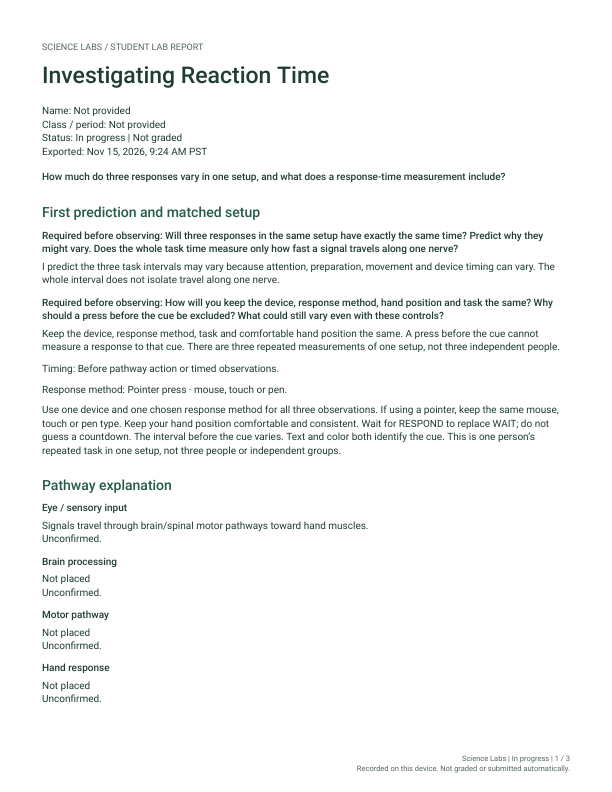 SCIENCE LABS / STUDENT LAB REPORT
Investigating Reaction Time
Name: Not provided
Class / period: Not provided
Status: In progress | Not graded
Exported: Nov 15, 2026, 9:24 AM PST
How much do three responses vary in one setup, and what does a response-time measurement include?
First prediction and matched setup
Required before observing: Will three responses in the same setup have exactly the same time? Predict why they
might vary. Does the whole task time measure only how fast a signal travels along one nerve?
I predict the three task intervals may vary because attention, preparation, movement and device timing can vary. The
whole interval does not isolate travel along one nerve.
Required before observing: How will you keep the device, response method, hand position and task the same? Why
should a press before the cue be excluded? What could still vary even with these controls?
Keep the device, response method, task and comfortable hand position the same. A press before the cue cannot
measure a response to that cue. There are three repeated measurements of one setup, not three independent people.
Timing: Before pathway action or timed observations.
Response method: Pointer press · mouse, touch or pen.
Use one device and one chosen response method for all three observations. If using a pointer, keep the same mouse,
touch or pen type. Keep your hand position comfortable and consistent. Wait for RESPOND to replace WAIT; do not
guess a countdown. The interval before the cue varies. Text and color both identify the cue. This is one person's
repeated task in one setup, not three people or independent groups.
Pathway explanation
Eye / sensory input
Signals travel through brain/spinal motor pathways toward hand muscles.
Unconfirmed.
Brain processing
Not placed
Unconfirmed.
Motor pathway
Not placed
Unconfirmed.
Hand response
Not placed
Unconfirmed.
Science Labs | In progress | 1 / 3
Recorded on this device. Not graded or submitted automatically.